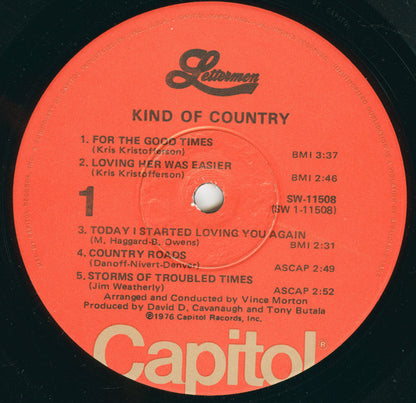 Lettermen
KIND OF COUNTRY
1. FOR THE GOOD TIMES
(Kris Kristofferson) BMI 3:37
2. LOVING HER WAS EASIER
(Kris Kristofferson) BMI 2:46
1
SW-11508
(SW 1-11508)
3. TODAY I STARTED LOVING YOU AGAIN
(M. Haggard-B. Owens) BMI 2:31
4. COUNTRY ROADS
(Danoff-Nivert-Denver) ASCAP 2:49
5. STORMS OF TROUBLED TIMES
(Jim Weatherly) ASCAP 2:52
Arranged and Conducted by Vince Morton
Produced by David D. Cavanaugh and Tony Butala
℗1976 Capitol Records, Inc.
Capitol®